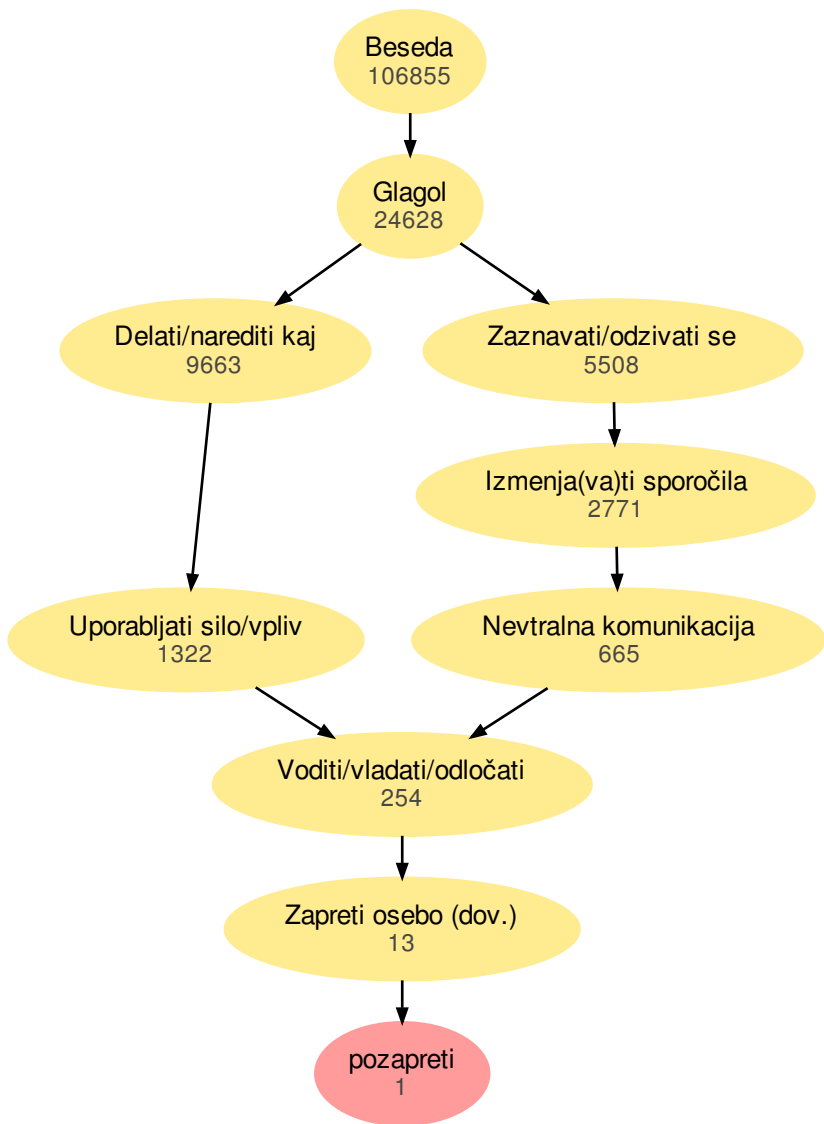 Beseda
106855
Glagol
24628
Delati/narediti kaj
9663
Zaznavati/odzivati se
5508
Izmenja(va)ti sporočila
2771
Uporabljati silo/vpliv
1322
Nevtralna komunikacija
665
Voditi/vladati/odločati
254
Zapreti osebo (dov.)
13
pozapreti
1